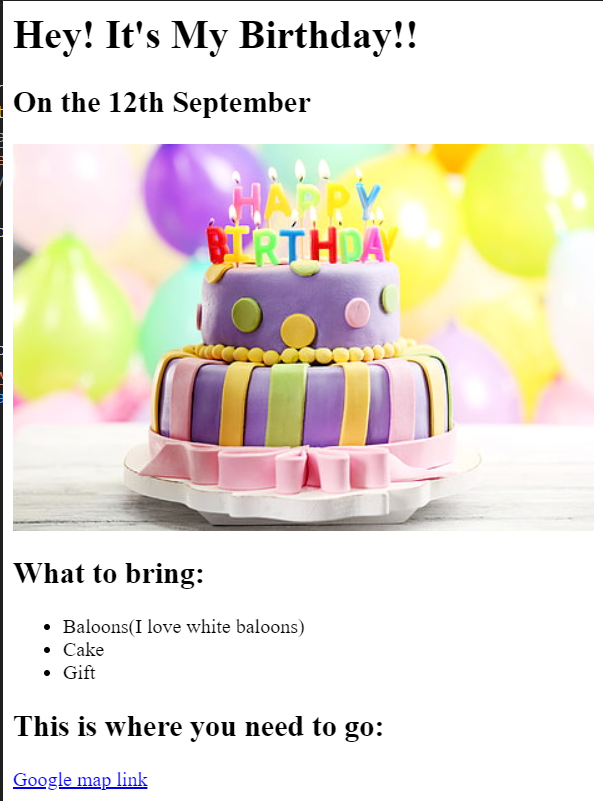 Hey! It's My Birthday!!
On the 12th September
HAPPY
BIRTHDAY
What to bring:
Baloons(I love white baloons)
Cake
Gift
This is where you need to go:
Google map link